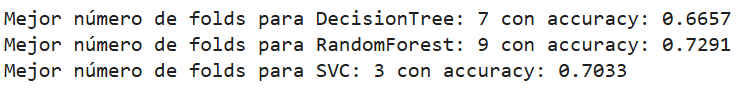 Mejor número de folds para DecisionTree: 7 con accuracy: 0.6657
Mejor número de folds para RandomForest: 9 con accuracy: 0.7291
Mejor número de folds para SVC: 3 con accuracy: 0.7033